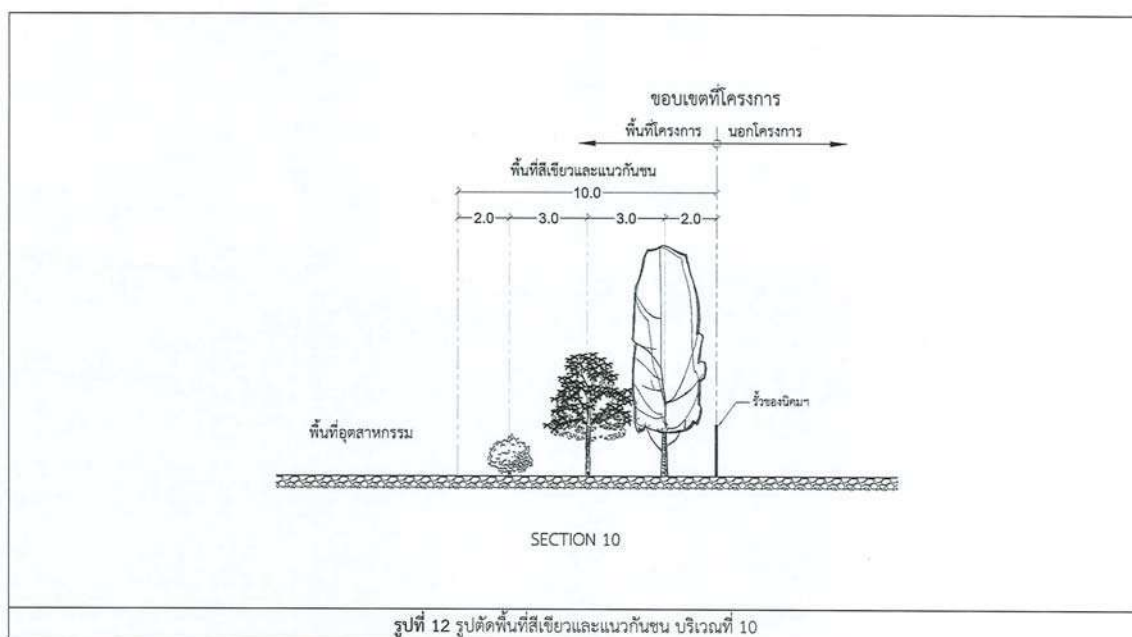 ขอบเขตที่โครงการ
พื้นที่โครงการ นอกโครงการ
พื้นที่สีเขียวและแนวกันชน
10.0
2.0 3.0 3.0 2.0
รั้วของนิคมฯ
พื้นที่อุตสาหกรรม
SECTION 10
รูปที่ 12 รูปตัดพื้นที่สีเขียวและแนวกันชน บริเวณที่ 10